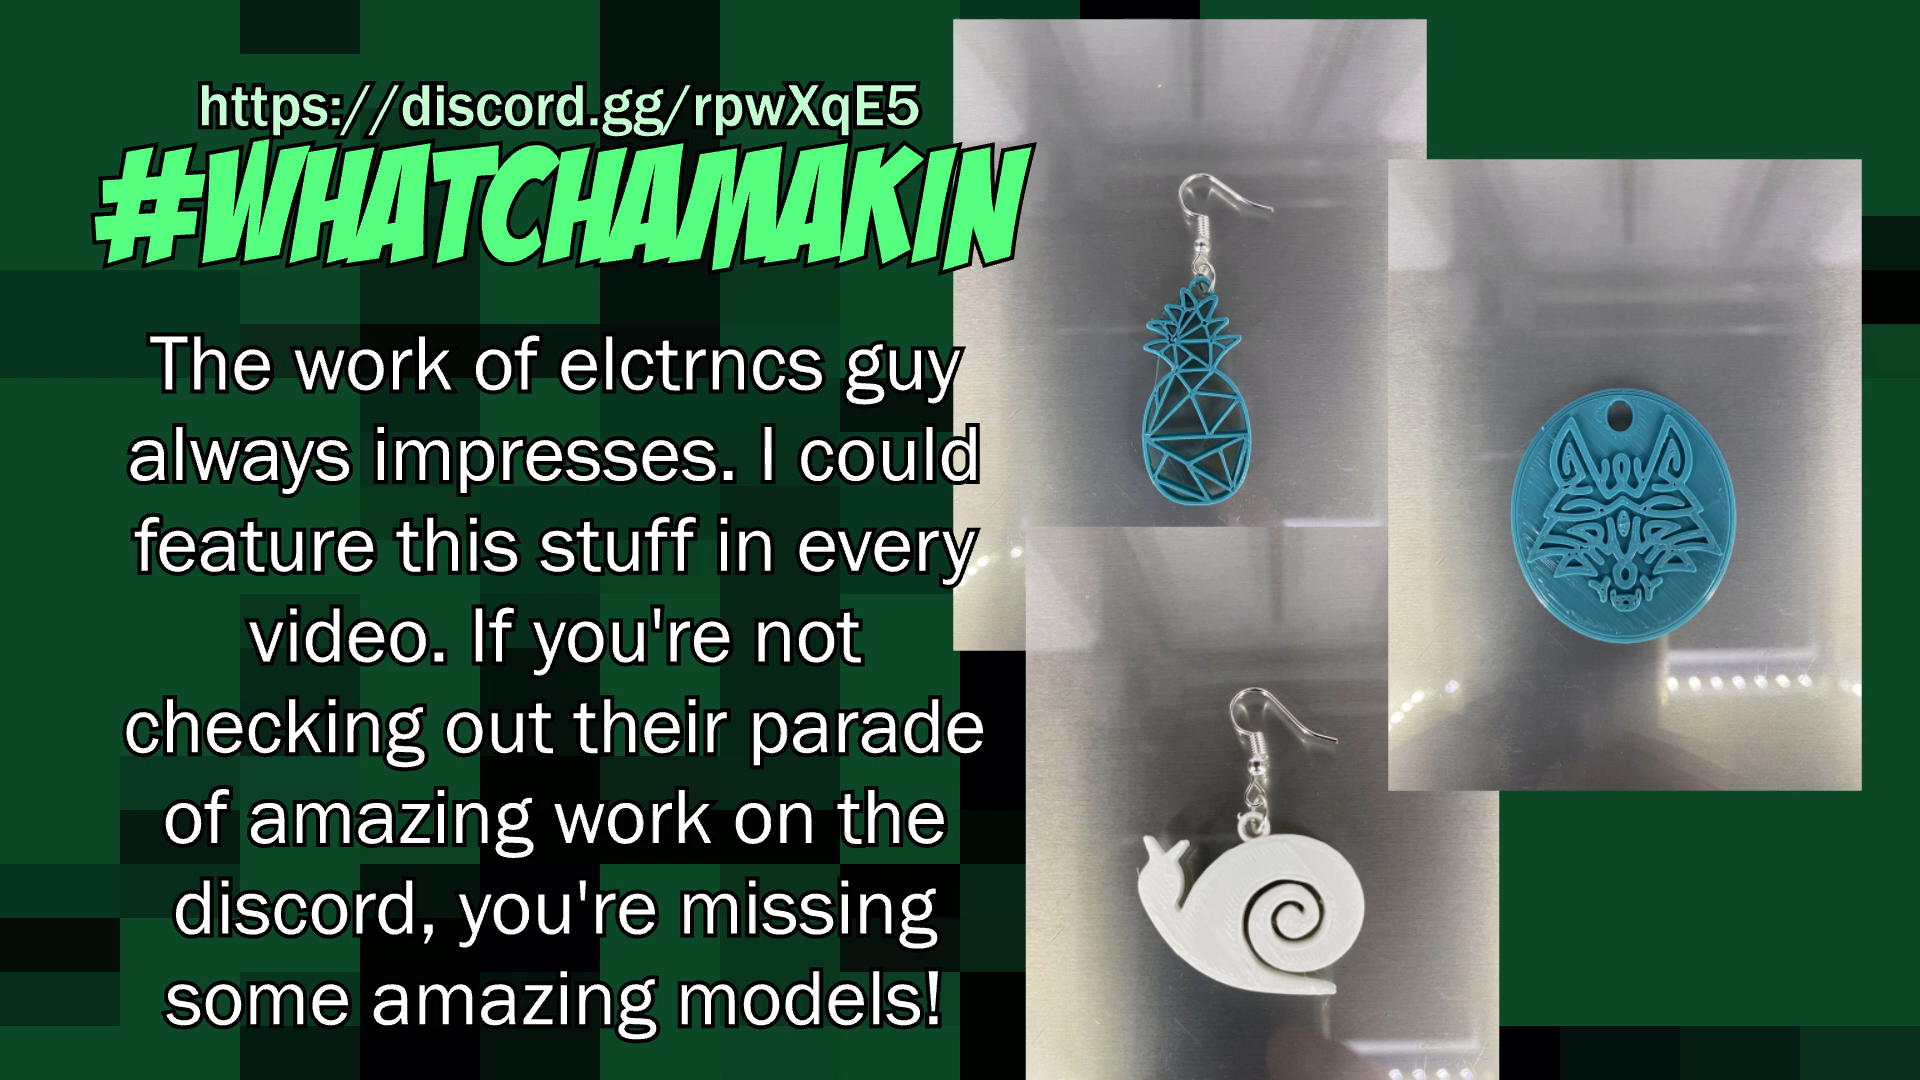 https://discord.gg/rpwXqE5
#WHATCHAMAKIN
The work of elctrncs guy
always impresses. I could
feature this stuff in every
video. If you're not
checking out their parade
of amazing work on the
discord, you're missing
some amazing models!